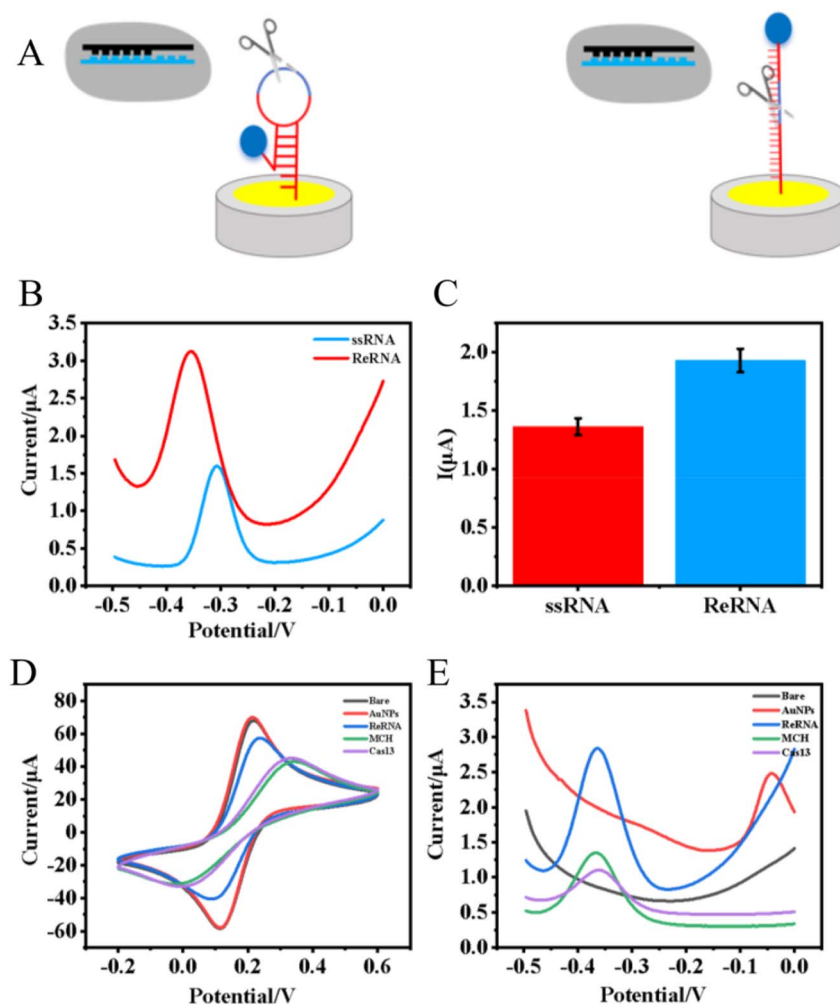 A
B
C
3.5
3.0
2.5
2.0
1.5
1.0
0.5
0.0
Current/μA
ssRNA
ReRNA
-0.5 -0.4 -0.3 -0.2 -0.1 0.0
Potential/V
2.0
1.5
1.0
0.5
0.0
I(μA)
ssRNA ReRNA
D
E
80
60
40
20
0
-20
-40
-60
Current/μA
Bare
AuNPs
ReRNA
MCH
Cas13
-0.2 0.0 0.2 0.4 0.6
Potential/V
3.5
3.0
2.5
2.0
1.5
1.0
0.5
0.0
Current/μA
Bare
AuNPs
ReRNA
MCH
Cas13
-0.5 -0.4 -0.3 -0.2 -0.1 0.0
Potential/V